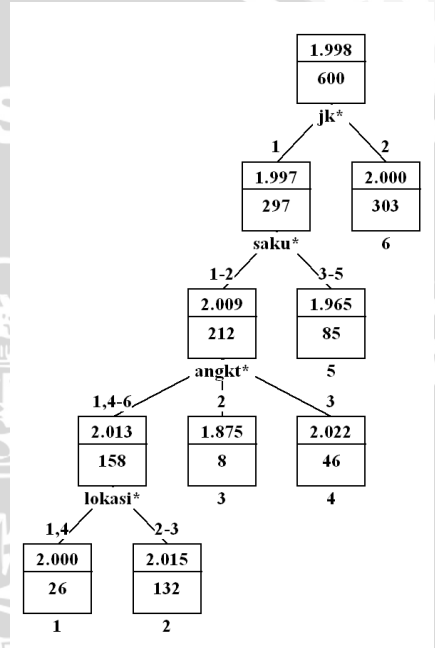 1.998
600
jk*
1 2
1.997 2.000
297 303
saku* 6
1-2 3-5
2.009 1.965
212 85
angkt* 5
1,4-6 2 3
2.013 1.875 2.022
158 8 46
lokasi* 3 4
1,4 2-3
2.000 2.015
26 132
1 2